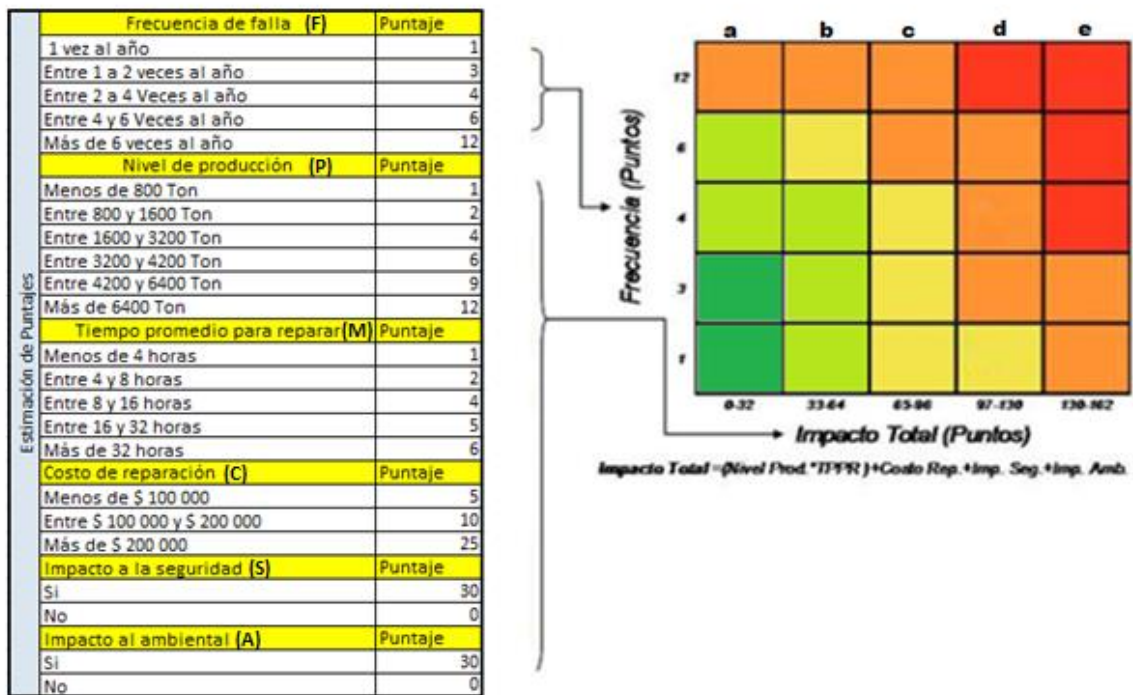 Estimación de Puntajes
Frecuencia de falla (F) Puntaje
1 vez al año 1
Entre 1 a 2 veces al año 3
Entre 2 a 4 Veces al año 4
Entre 4 y 6 Veces al año 6
Más de 6 veces al año 12
Nivel de producción (P) Puntaje
Menos de 800 Ton 1
Entre 800 y 1600 Ton 2
Entre 1600 y 3200 Ton 4
Entre 3200 y 4200 Ton 6
Entre 4200 y 6400 Ton 9
Más de 6400 Ton 12
Tiempo promedio para reparar(M) Puntaje
Menos de 4 horas 1
Entre 4 y 8 horas 2
Entre 8 y 16 horas 4
Entre 16 y 32 horas 5
Más de 32 horas 6
Costo de reparación (C) Puntaje
Menos de $ 100 000 5
Entre $ 100 000 y $ 200 000 10
Más de $ 200 000 25
Impacto a la seguridad (S) Puntaje
Si 30
No 0
Impacto al ambiental (A) Puntaje
Si 30
No 0
a b c d e
Frecuencia (Puntos)
12
6
4
3
1
0-32 33-64 65-96 97-130 130-162
Impacto Total (Puntos)
Impacto Total =(Nivel Prod.*TPPR )+Costo Rep.+Imp. Seg.+Imp. Amb.